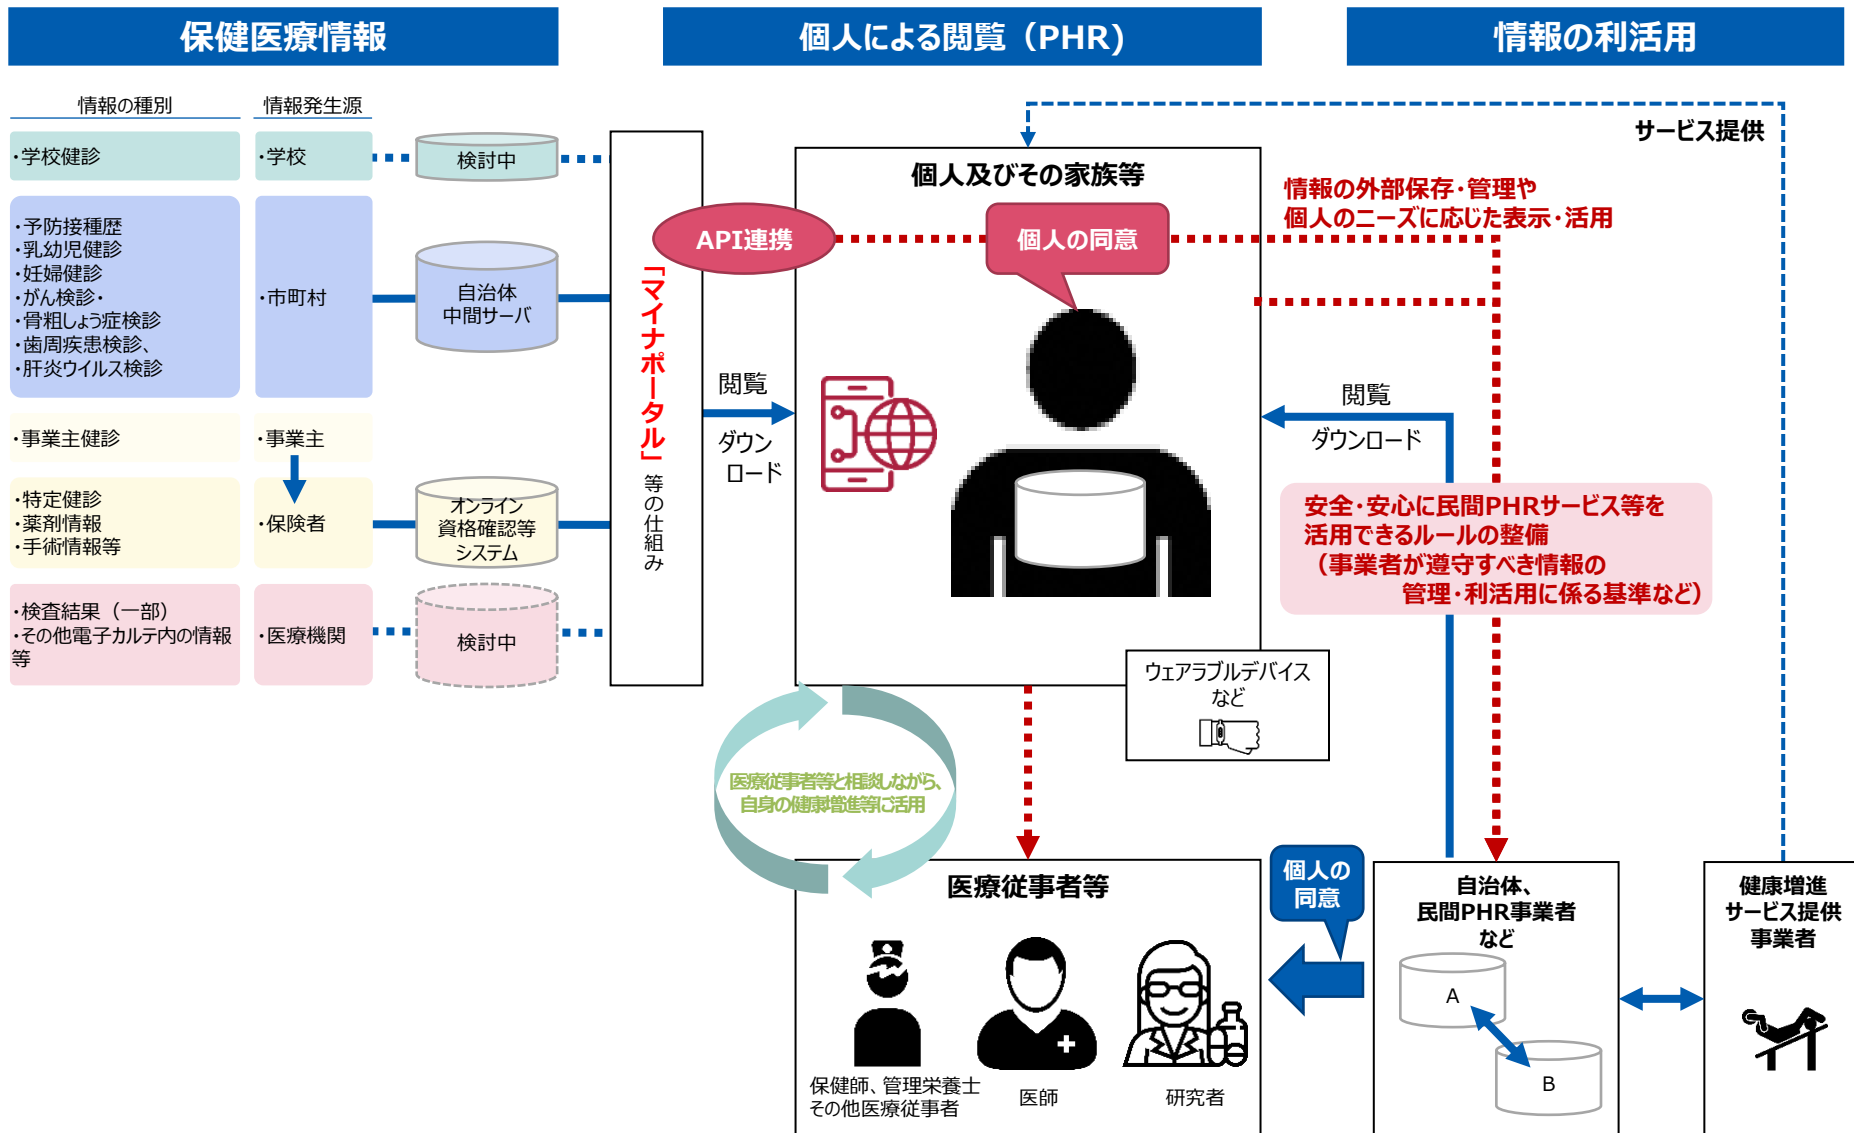 保健医療情報
個人による閲覧（PHR)
情報の利活用
情報の種別
情報発生源
・学校健診
・学校
検討中
・予防接種歴
・乳幼児健診
・妊婦健診
・がん検診・
・骨粗しょう症検診
・歯周疾患検診、
・肝炎ウイルス検診
・市町村
自治体
中間サーバ
・事業主健診
・事業主
・特定健診
・薬剤情報
・手術情報等
・保険者
オンライン
資格確認等
システム
・検査結果（一部）
・その他電子カルテ内の情報
等
・医療機関
検討中
「マイナポータル」等の仕組み
API連携
閲覧
ダウン
ロード
個人及びその家族等
個人の同意
サービス提供
情報の外部保存・管理や
個人のニーズに応じた表示・活用
閲覧
ダウンロード
安全・安心に民間PHRサービス等を
活用できるルールの整備
（事業者が遵守すべき情報の
管理・利活用に係る基準など）
ウェアラブルデバイス
など
医療従事者等と相談しながら、
自身の健康増進等に活用
医療従事者等
保健師、管理栄養士
その他医療従事者
医師
研究者
個人の
同意
自治体、
民間PHR事業者
など
A
B
健康増進
サービス提供
事業者